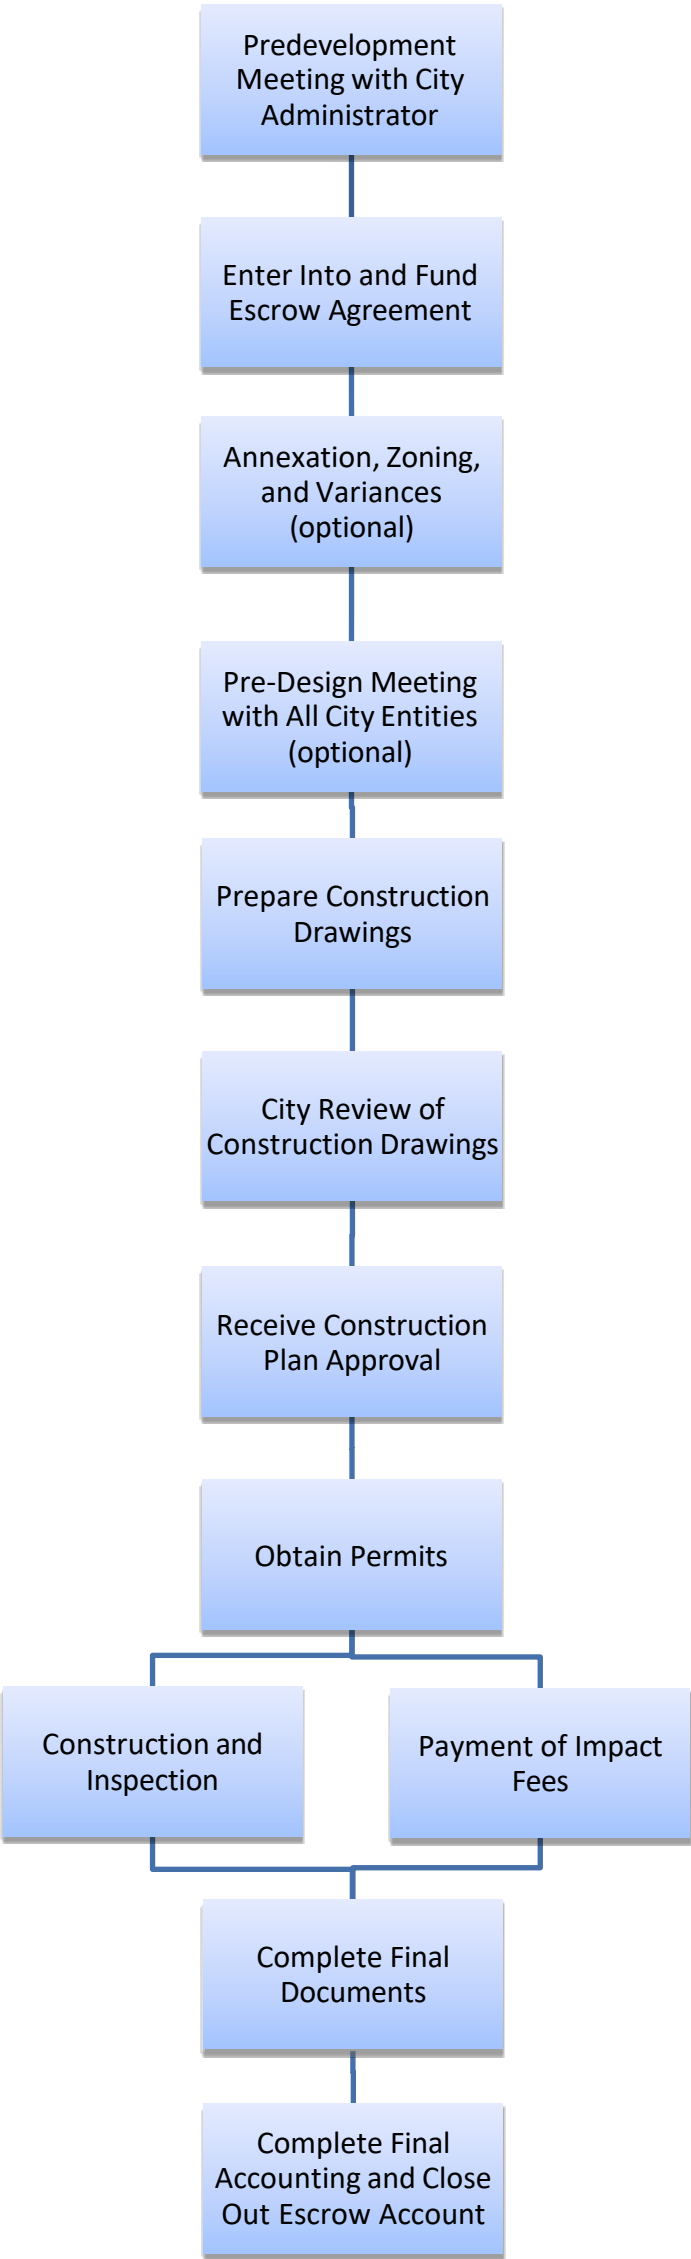 Predevelopment
Meeting with City
Administrator
Enter Into and Fund
Escrow Agreement
Annexation, Zoning,
and Variances
(optional)
Pre-Design Meeting
with All City Entities
(optional)
Prepare Construction
Drawings
City Review of
Construction Drawings
Receive Construction
Plan Approval
Obtain Permits
Construction and
Inspection
Payment of Impact
Fees
Complete Final
Documents
Complete Final
Accounting and Close
Out Escrow Account